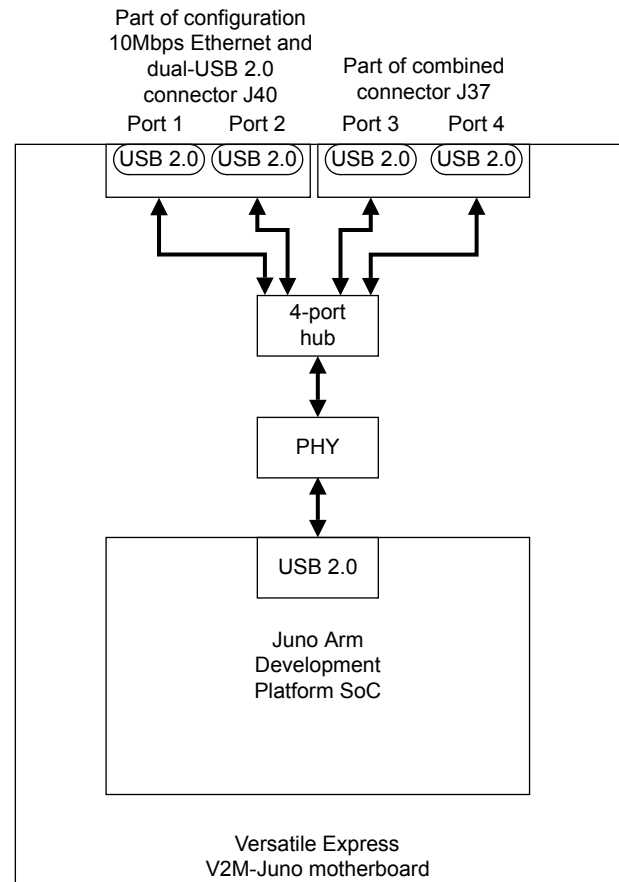 Part of configuration
10Mbps Ethernet and
dual-USB 2.0
connector J40
Part of combined
connector J37
Port 1
Port 2
Port 3
Port 4
USB 2.0
USB 2.0
USB 2.0
USB 2.0
4-port
hub
PHY
USB 2.0
Juno Arm
Development
Platform SoC
Versatile Express
V2M-Juno motherboard